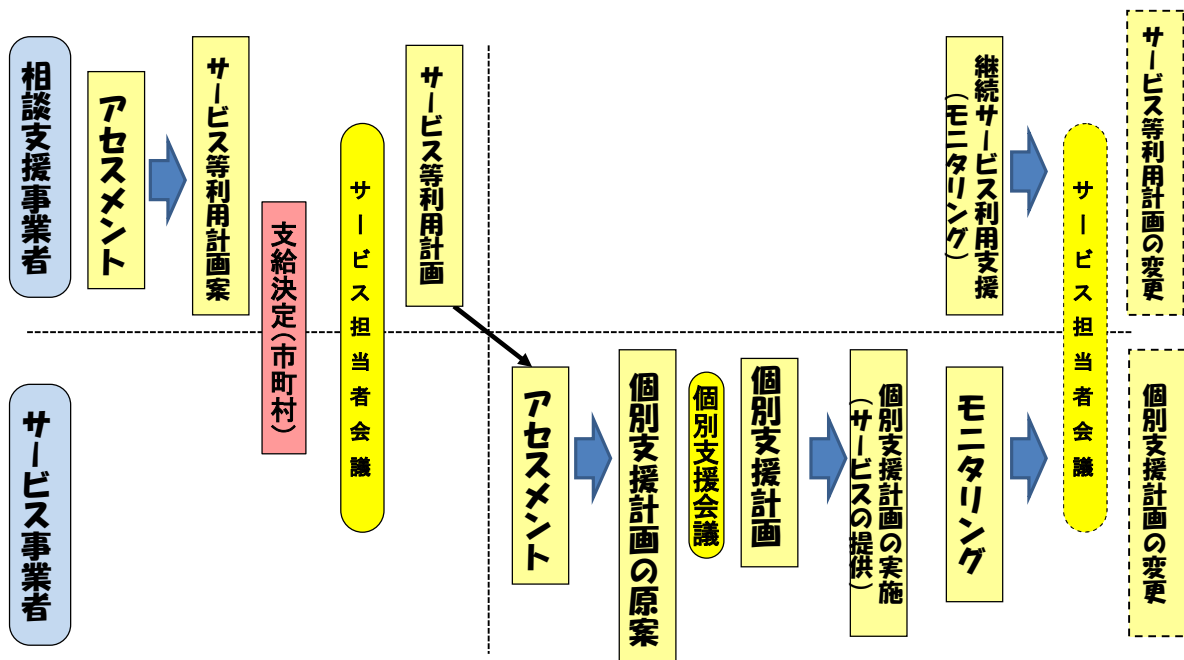 相談支援事業者
アセスメント
サービス等利用計画案
支給決定(市町村)
サービス担当者会議
サービス等利用計画
継続サービス利用支援
(モニタリング)
サービス担当者会議
サービス等利用計画の変更
サービス事業者
アセスメント
個別支援計画の原案
個別支援会議
個別支援計画
個別支援計画の実施
(サービスの提供)
モニタリング
個別支援計画の変更